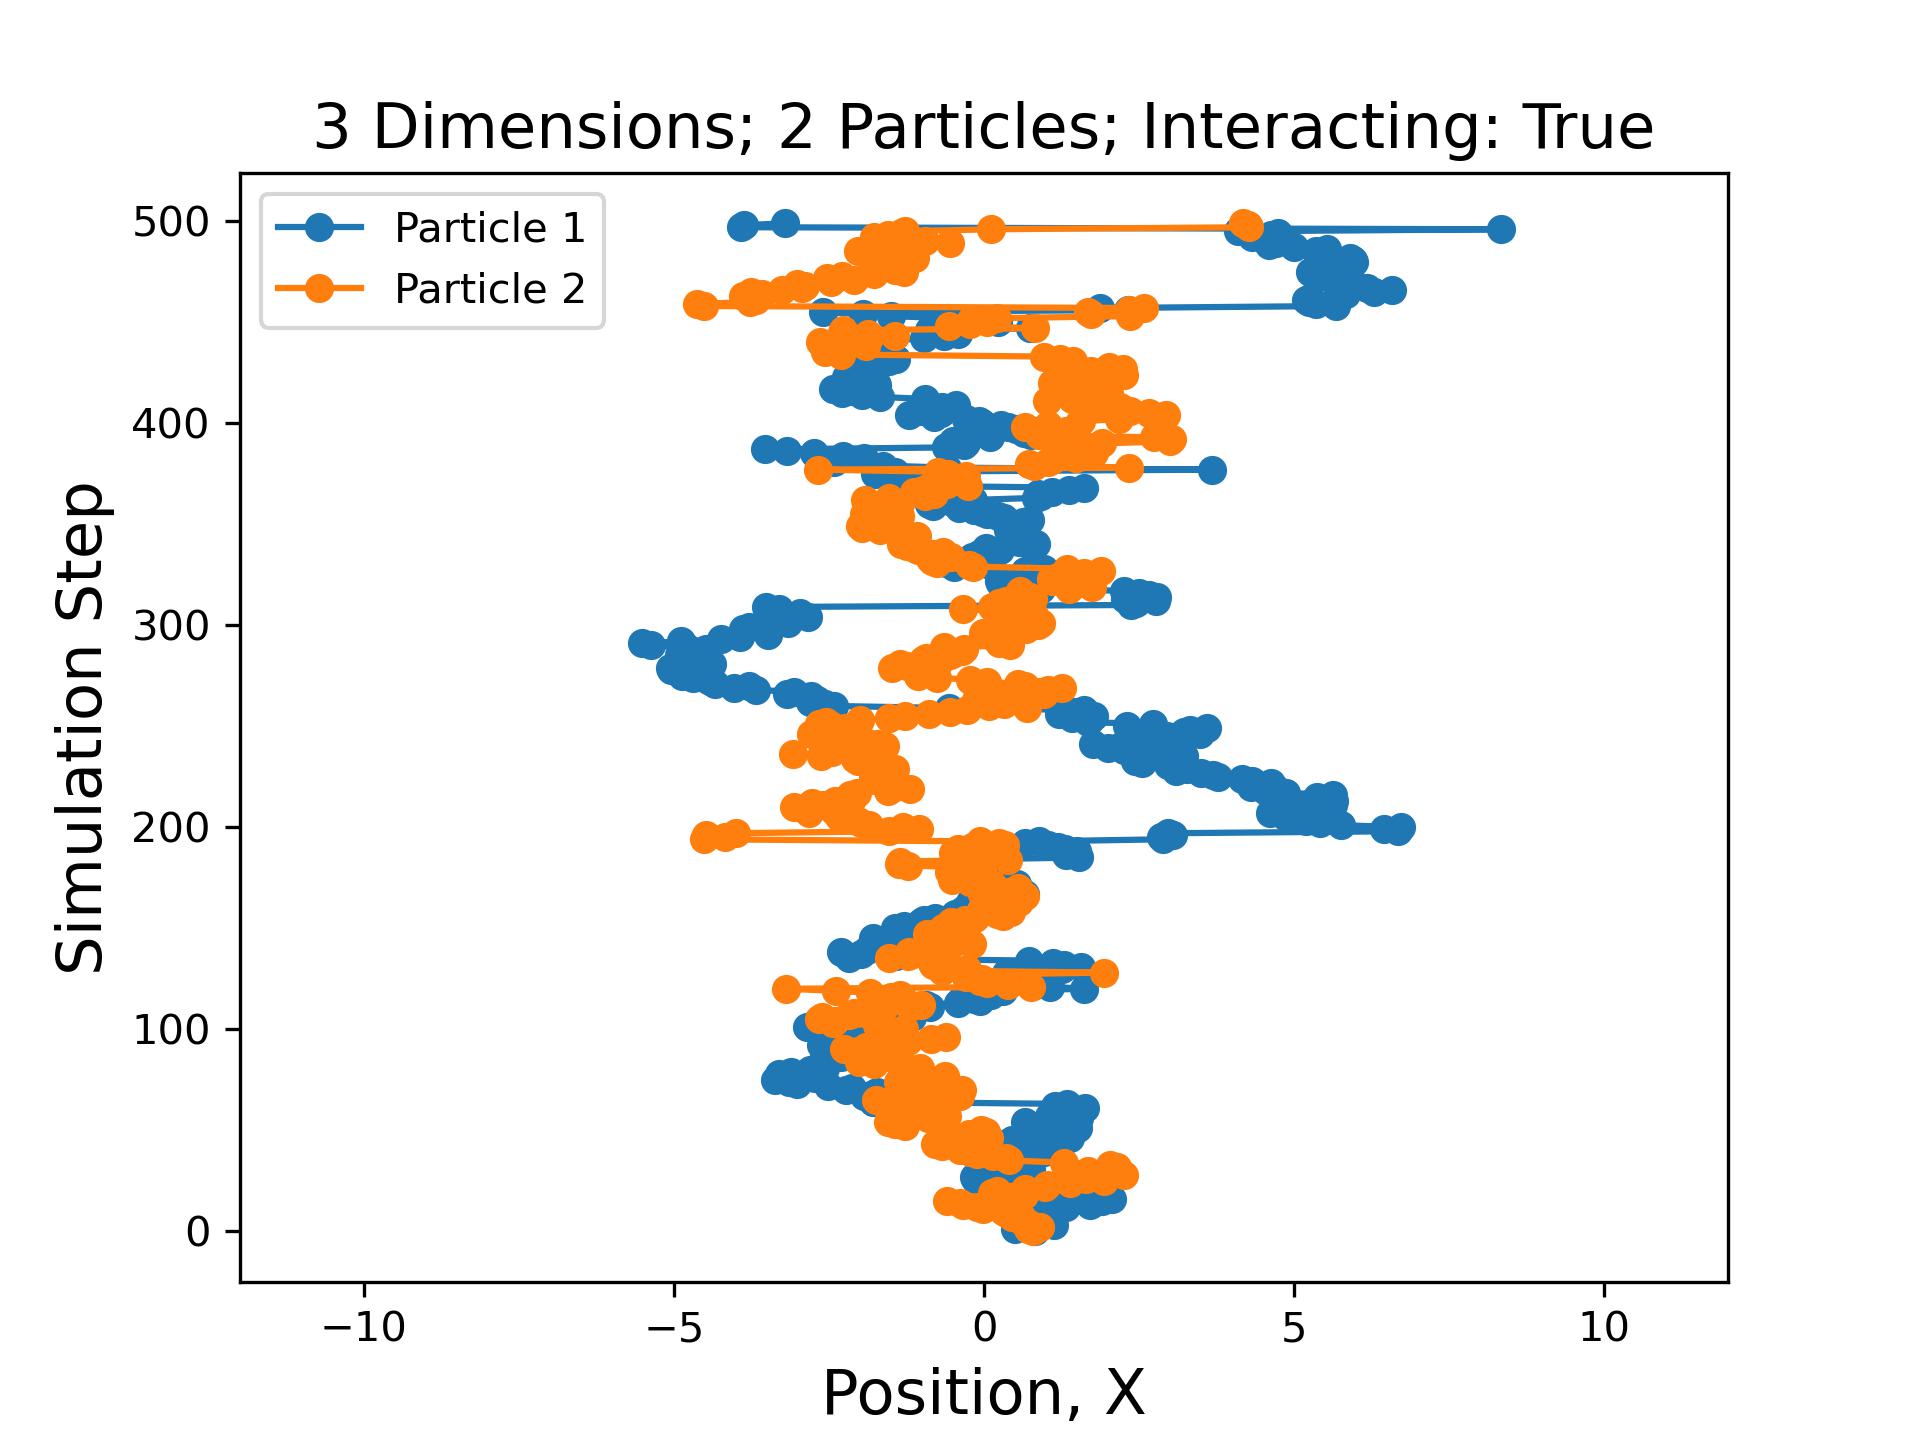 3 Dimensions; 2 Particles; Interacting: True
Particle 1
Particle 2
500
400
300
200
100
0
Simulation Step
−10
−5
0
5
10
Position, X